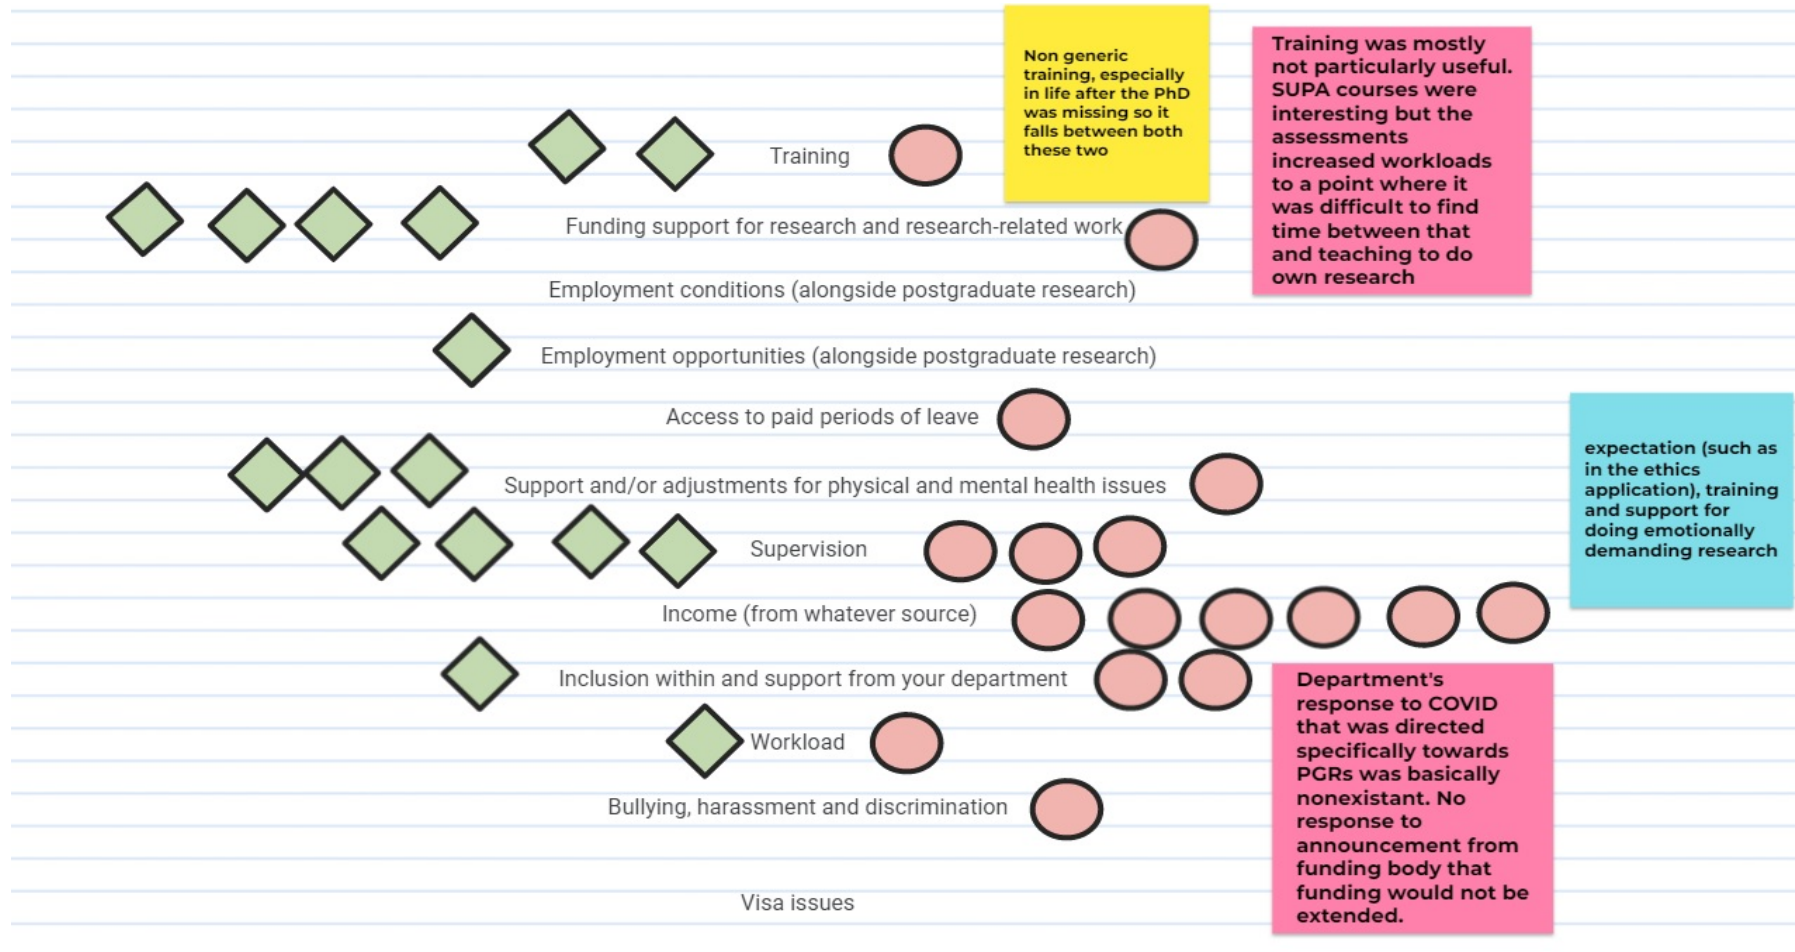 Non generic
training, especially
in life after the PhD
was missing so it
falls between both
these two
Training was mostly
not particularly useful.
SUPA courses were
interesting but the
assessments
increased workloads
to a point where it
was difficult to find
time between that
and teaching to do
own research
Training
Funding support for research and research-related work
Employment conditions (alongside postgraduate research)
Employment opportunities (alongside postgraduate research)
Access to paid periods of leave
Support and/or adjustments for physical and mental health issues
expectation (such as
in the ethics
application), training
and support for
doing emotionally
demanding research
Supervision
Income (from whatever source)
Inclusion within and support from your department
Workload
Bullying, harassment and discrimination
Department's
response to COVID
that was directed
specifically towards
PGRs was basically
nonexistant. No
response to
announcement from
funding body that
funding would not be
extended.
Visa issues